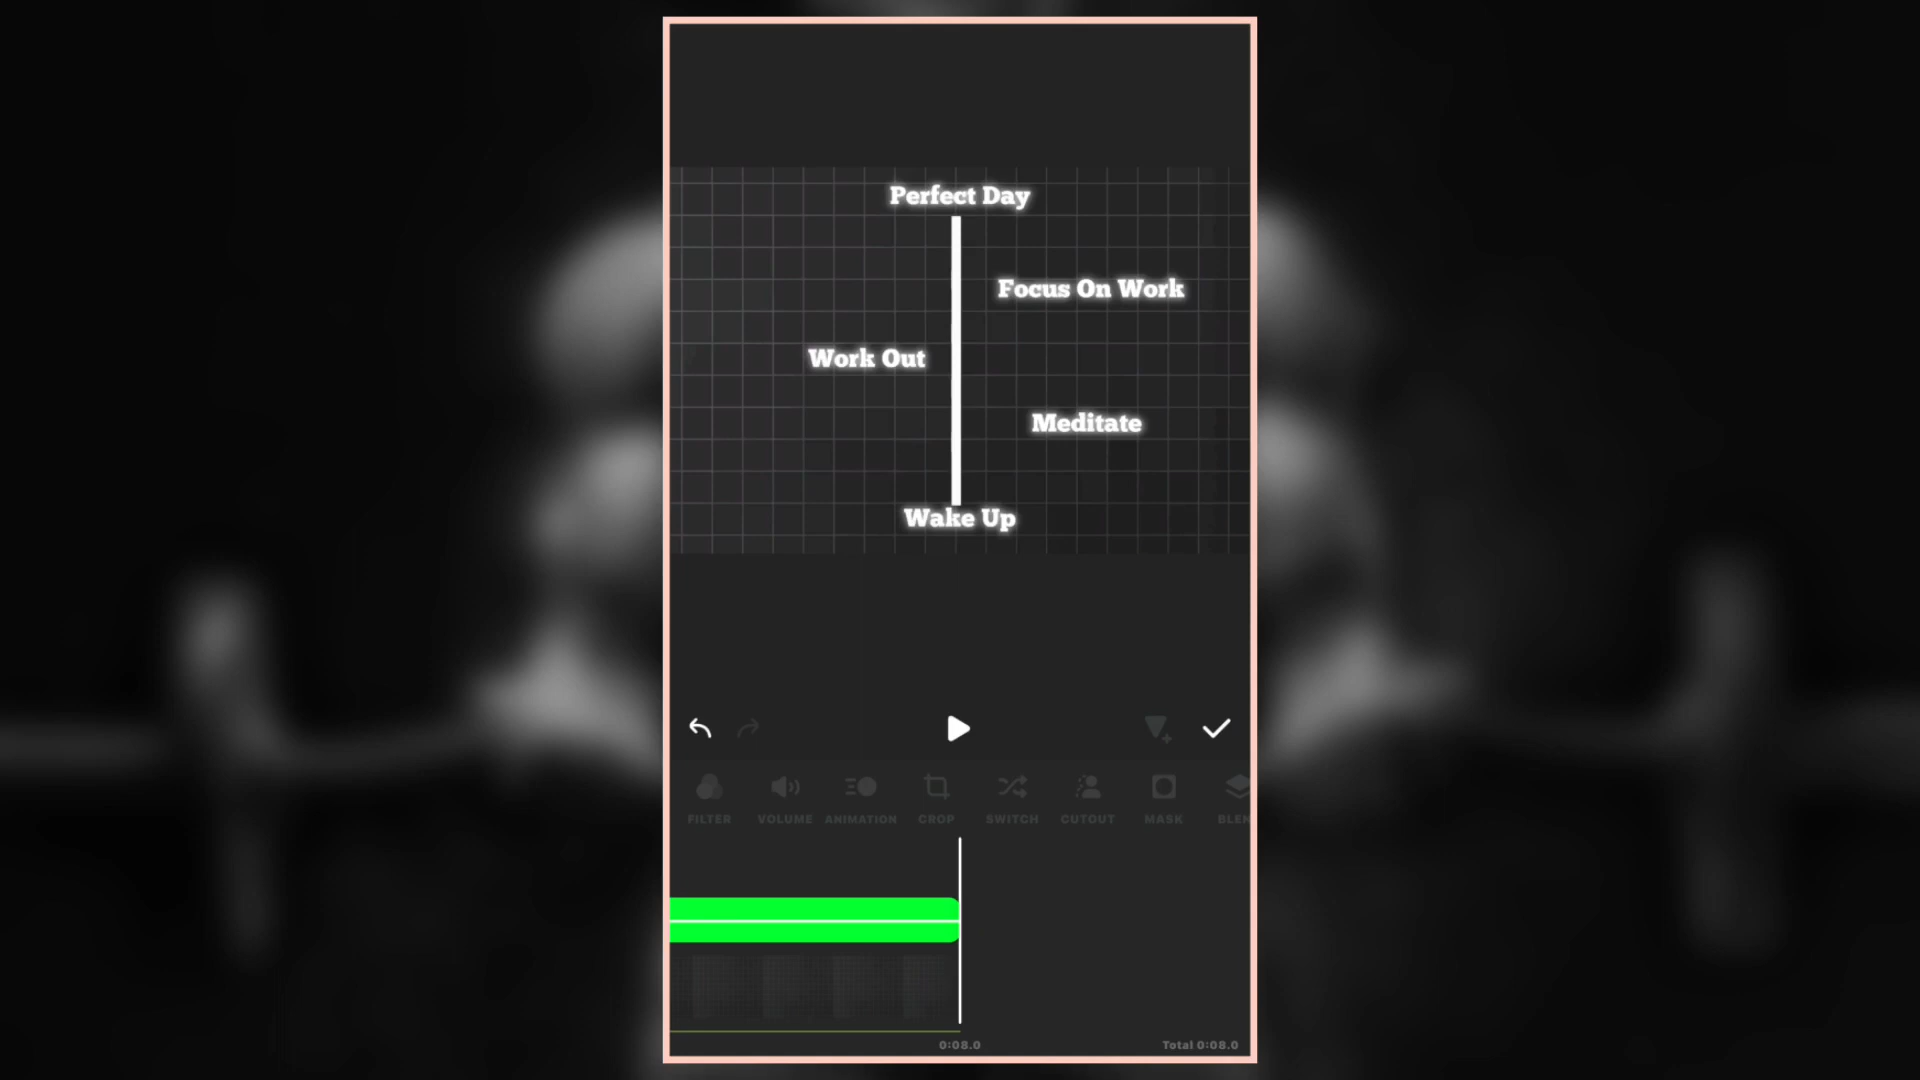 Perfect Day
Focus On Work
Work Out
Meditate
Wake Up
FILTER VOLUME ANIMATION CROP SWITCH CUTOUT MASK BLEN
0:08.0 Total 0:08.0